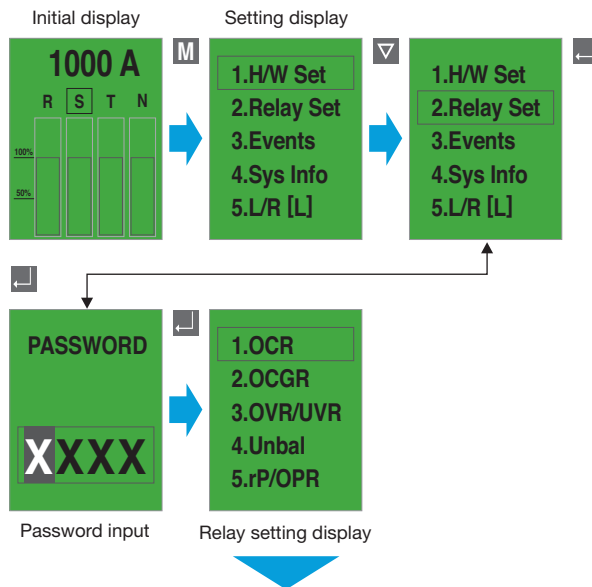 Initial display
Setting display
1000 A
R S T N
100%
50%
M
1.H/W Set
2.Relay Set
3.Events
4.Sys Info
5.L/R [L]
1.H/W Set
2.Relay Set
3.Events
4.Sys Info
5.L/R [L]
PASSWORD
XXXX
Password input
1.OCR
2.OCGR
3.OVR/UVR
4.Unbal
5.rP/OPR
Relay setting display